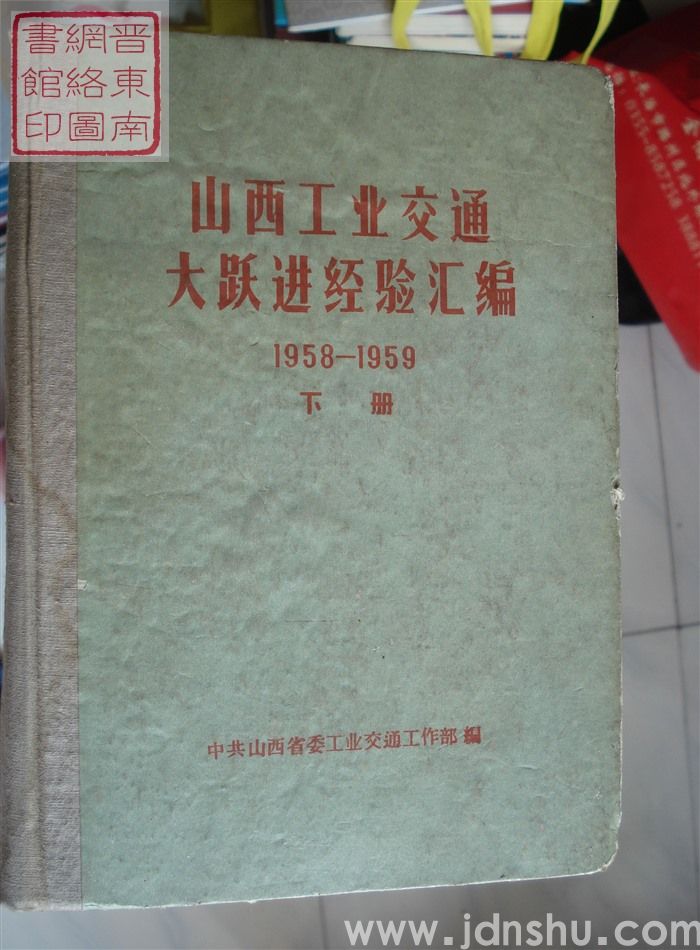 晋東南
網絡圖
書館印
山西工业交通
大跃进经验汇编
1958—1959
下册
中共山西省委工业交通工作部编
www.jdnshu.com